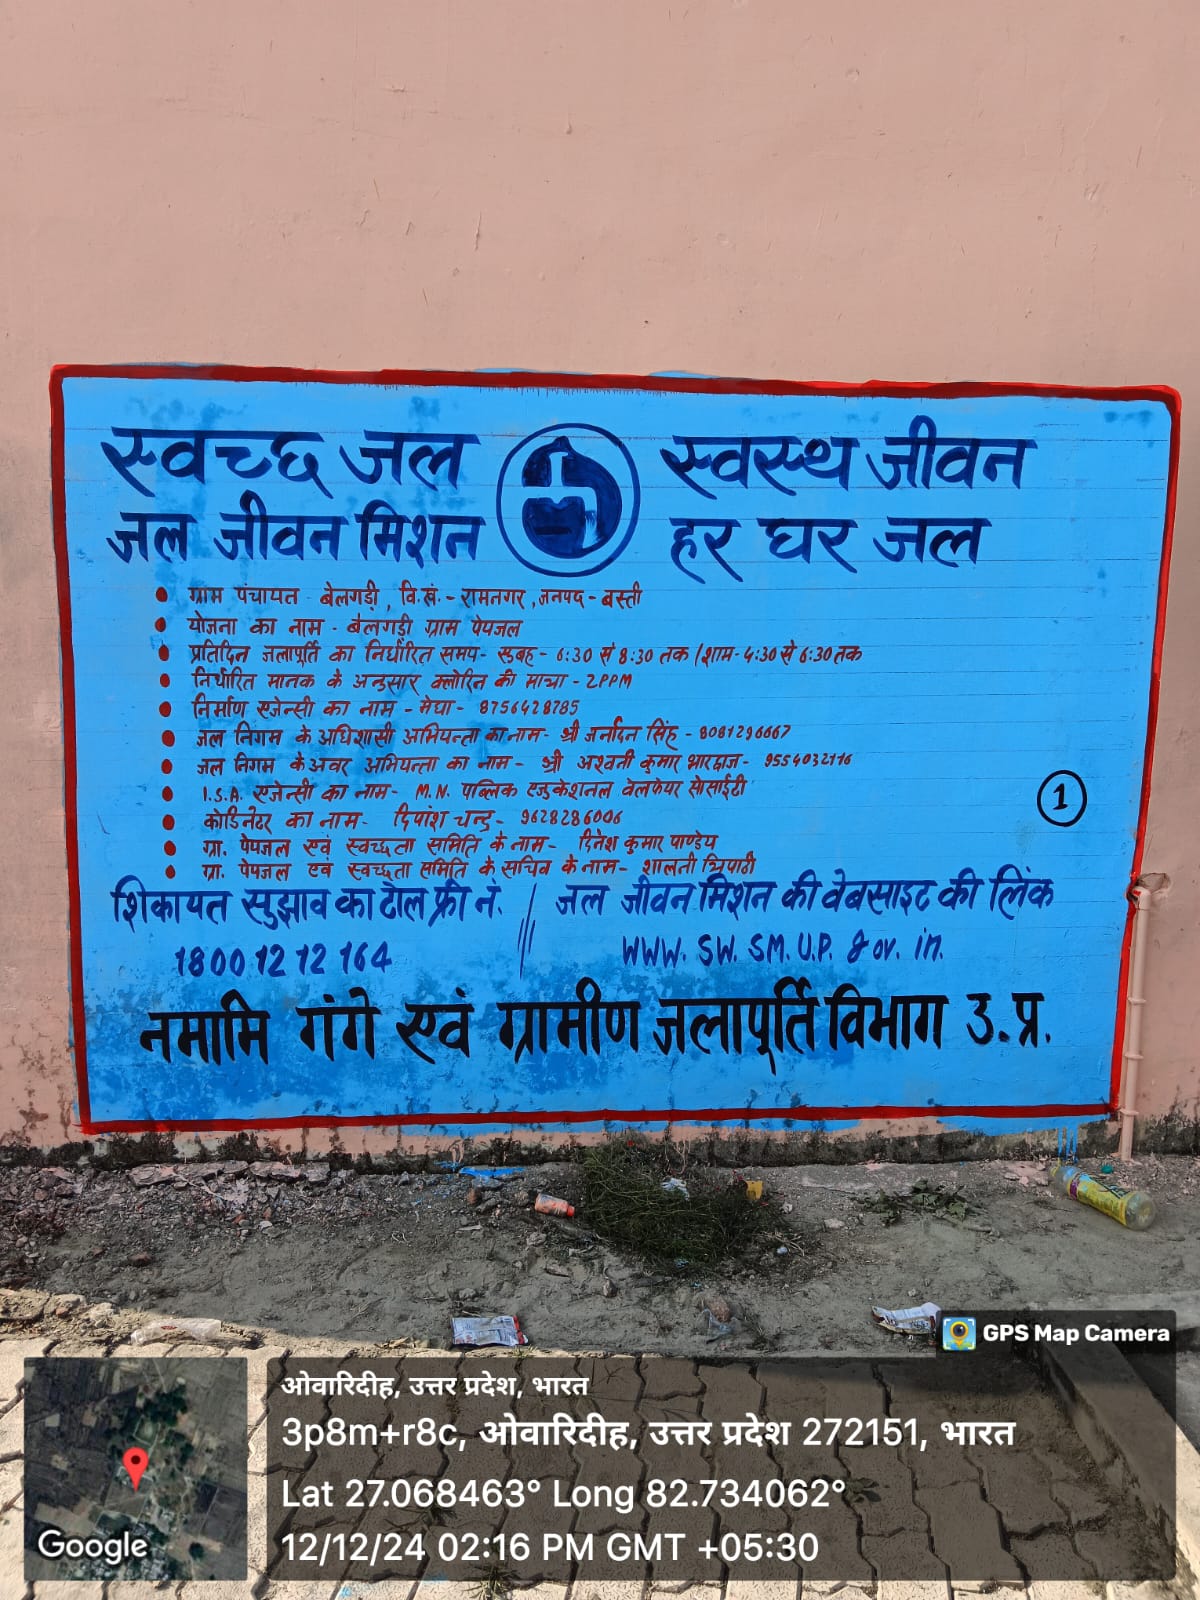 स्वच्छ जल स्वस्थ जीवन
जल जीवन मिशन हर घर जल
• ग्राम पंचायत - बेलगड़ी, वि.खं.- रामनगर, जनपद - बस्ती
• योजना का नाम - बेलगड़ी ग्राम पेयजल
• प्रतिदिन जलापूर्ति का निर्धारित समय - सुबह - 6:30 से 8:30 तक / शाम - 4:30 से 6:30 तक
• निर्धारित मानक के अनुसार क्लोरिन की मात्रा - 2PPM
• निर्माण एजेन्सी का नाम - मेघा - 8756428785
• जल निगम के अधिशासी अभियन्ता का नाम - श्री जर्नादन सिंह -
• जल निगम के अवर अभियन्ता का नाम - श्री अश्वनी कुमार भारद्वाज -
• I.S.A. एजेन्सी का नाम - M.N. पाब्लिक एजुकेशनल वेलफेयर सोसाईटी
• कोर्डिनेटर का नाम - दिपांश चन्द्र - 9628286006
• ग्रा. पेयजल एवं स्वच्छता समिति के नाम - दिनेश कुमार पाण्डेय
• ग्रा. पेयजल एवं स्वच्छता समिति के सचिव के नाम - त्रिपाठी
1
शिकायत सुझाव का टोल फ्री नं. // जल जीवन मिशन की वेबसाइट की लिंक
1800 12 12 164 WWW. SW. SM. U.P. Gov. in.
नमामि गंगे एवं ग्रामीण जलापूर्ति विभाग उ. प्र.
GPS Map Camera
ओवारिदीह, उत्तर प्रदेश, भारत
3p8m+r8c, ओवारिदीह, उत्तर प्रदेश 272151, भारत
Lat 27.068463° Long 82.734062°
12/12/24 02:16 PM GMT +05:30
Google